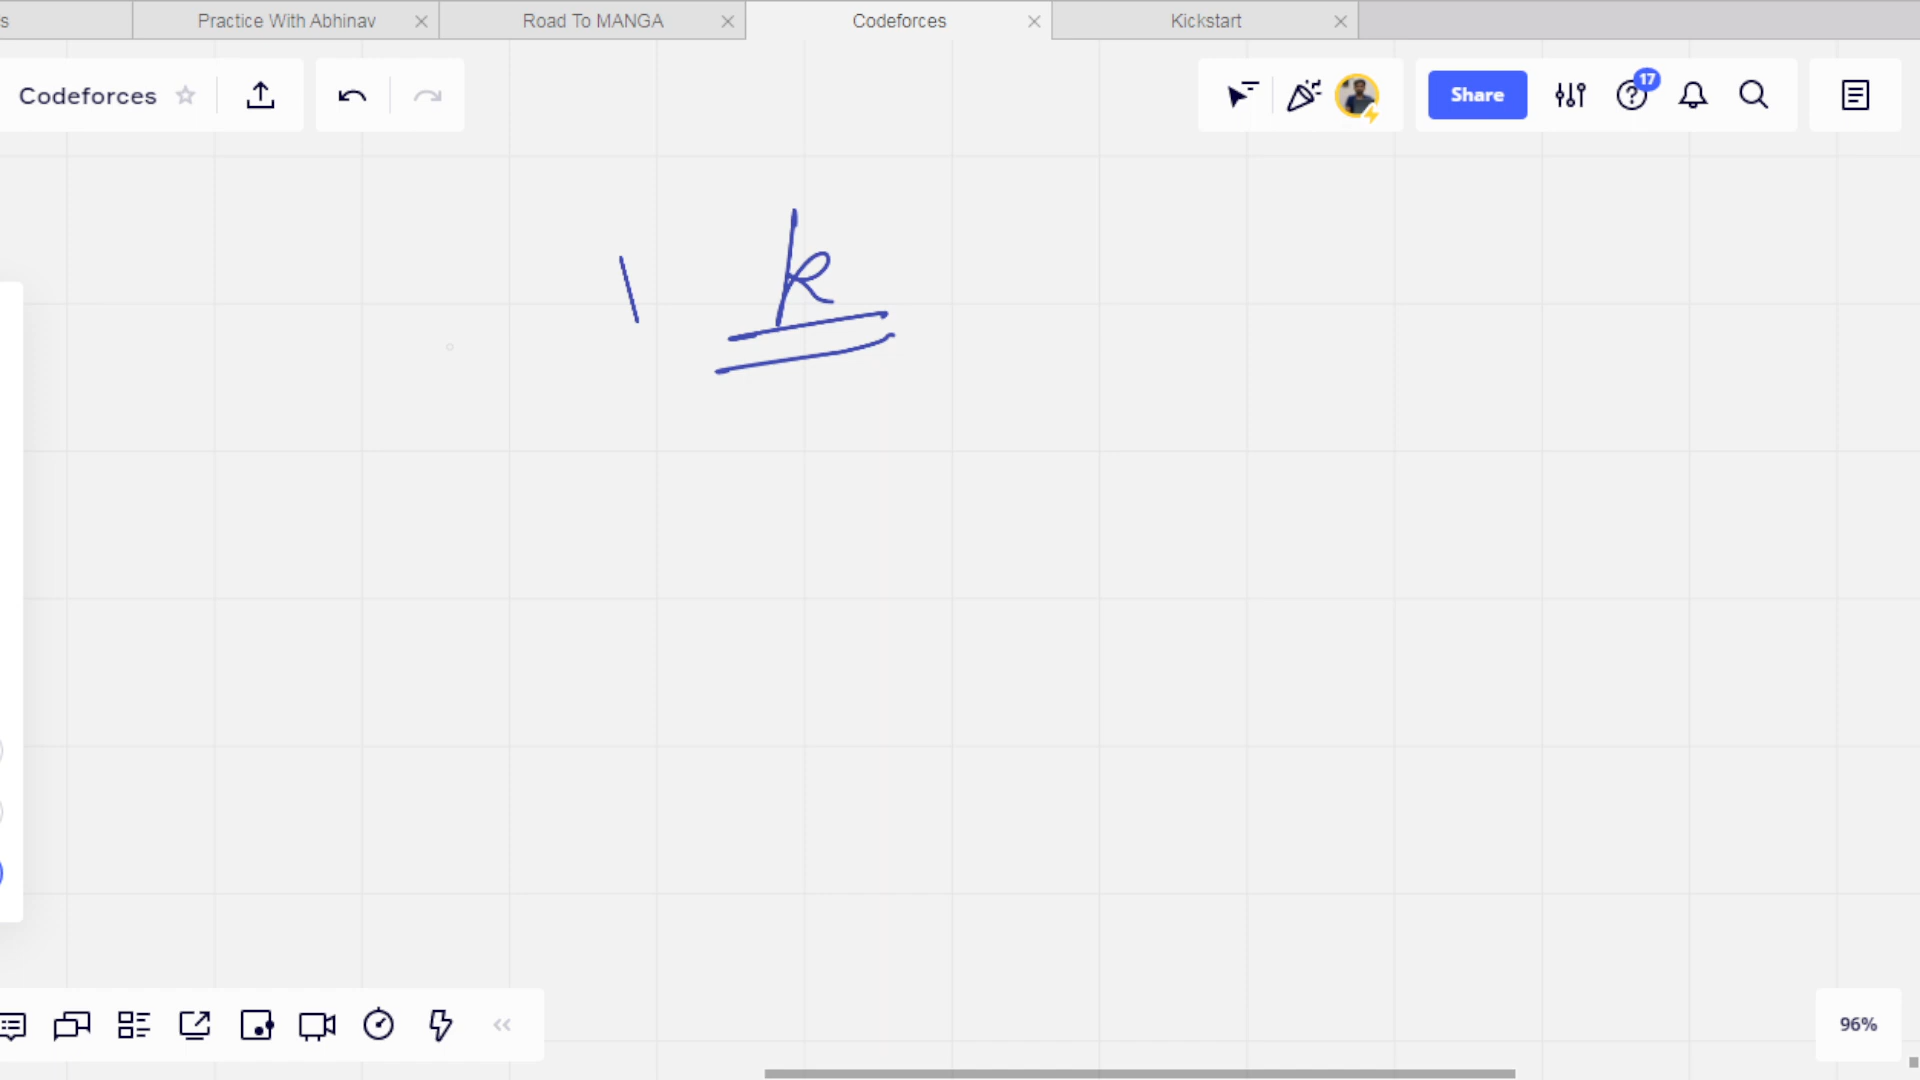 s Practice With Abhinav Road To MANGA Codeforces Kickstart
Codeforces Share 17
1 k
96%